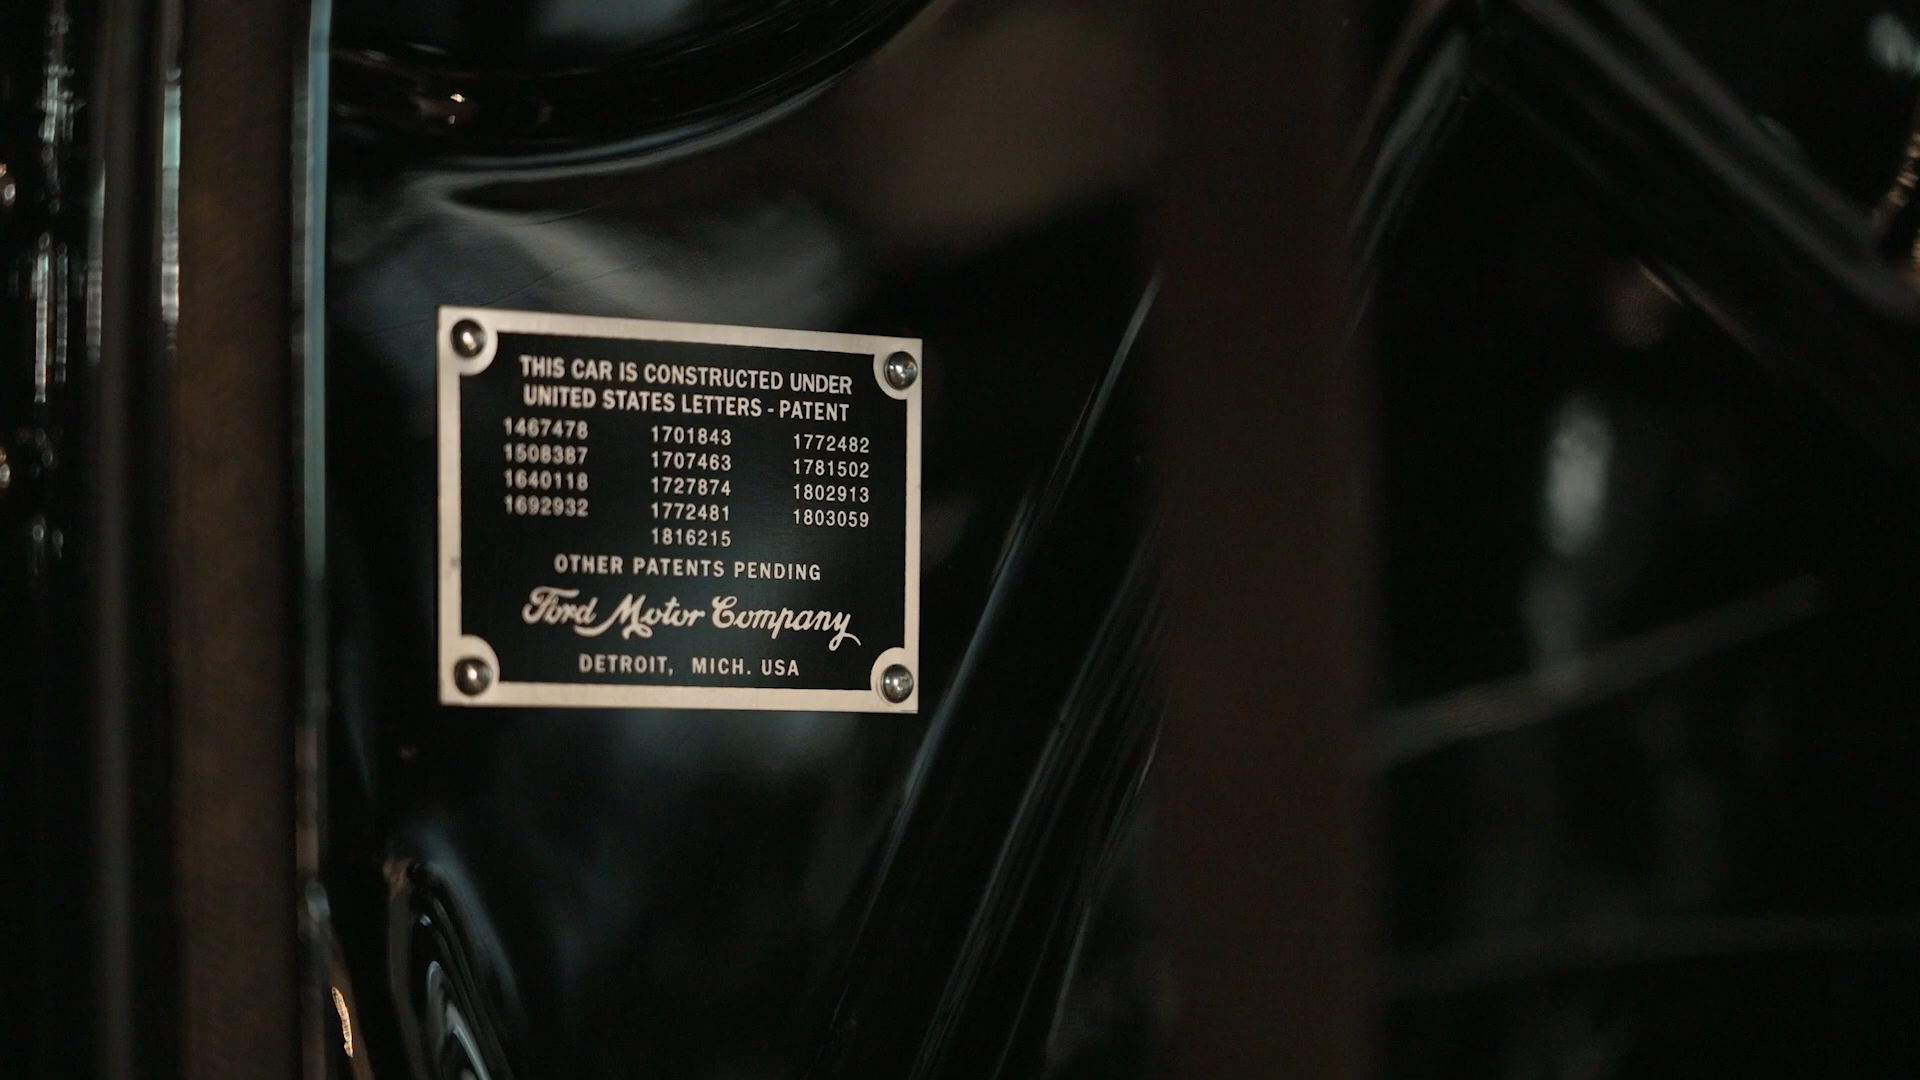 THIS CAR IS CONSTRUCTED UNDER
UNITED STATES LETTERS - PATENT
1467478 1701843 1772482
1508387 1707463 1781502
1640118 1727874 1802913
1692932 1772481 1803059
1816215
OTHER PATENTS PENDING
Ford Motor Company
DETROIT, MICH. USA